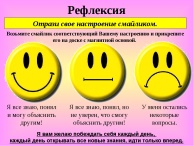 Рефлексия
Отрази свое настроение смайликом.
Возьмите смайлик соответствующий Вашему настроению и прикрепите
его на доске с магнитной основой.
Я все знаю, понял
и могу объяснить
другим!
Я все знаю, понял, но
не уверен, что смогу
объяснить другим!
У меня остались
некоторые
вопросы.
Я вам желаю побеждать себя каждый день,
каждый день открывать все новые знания, идти только вперед.